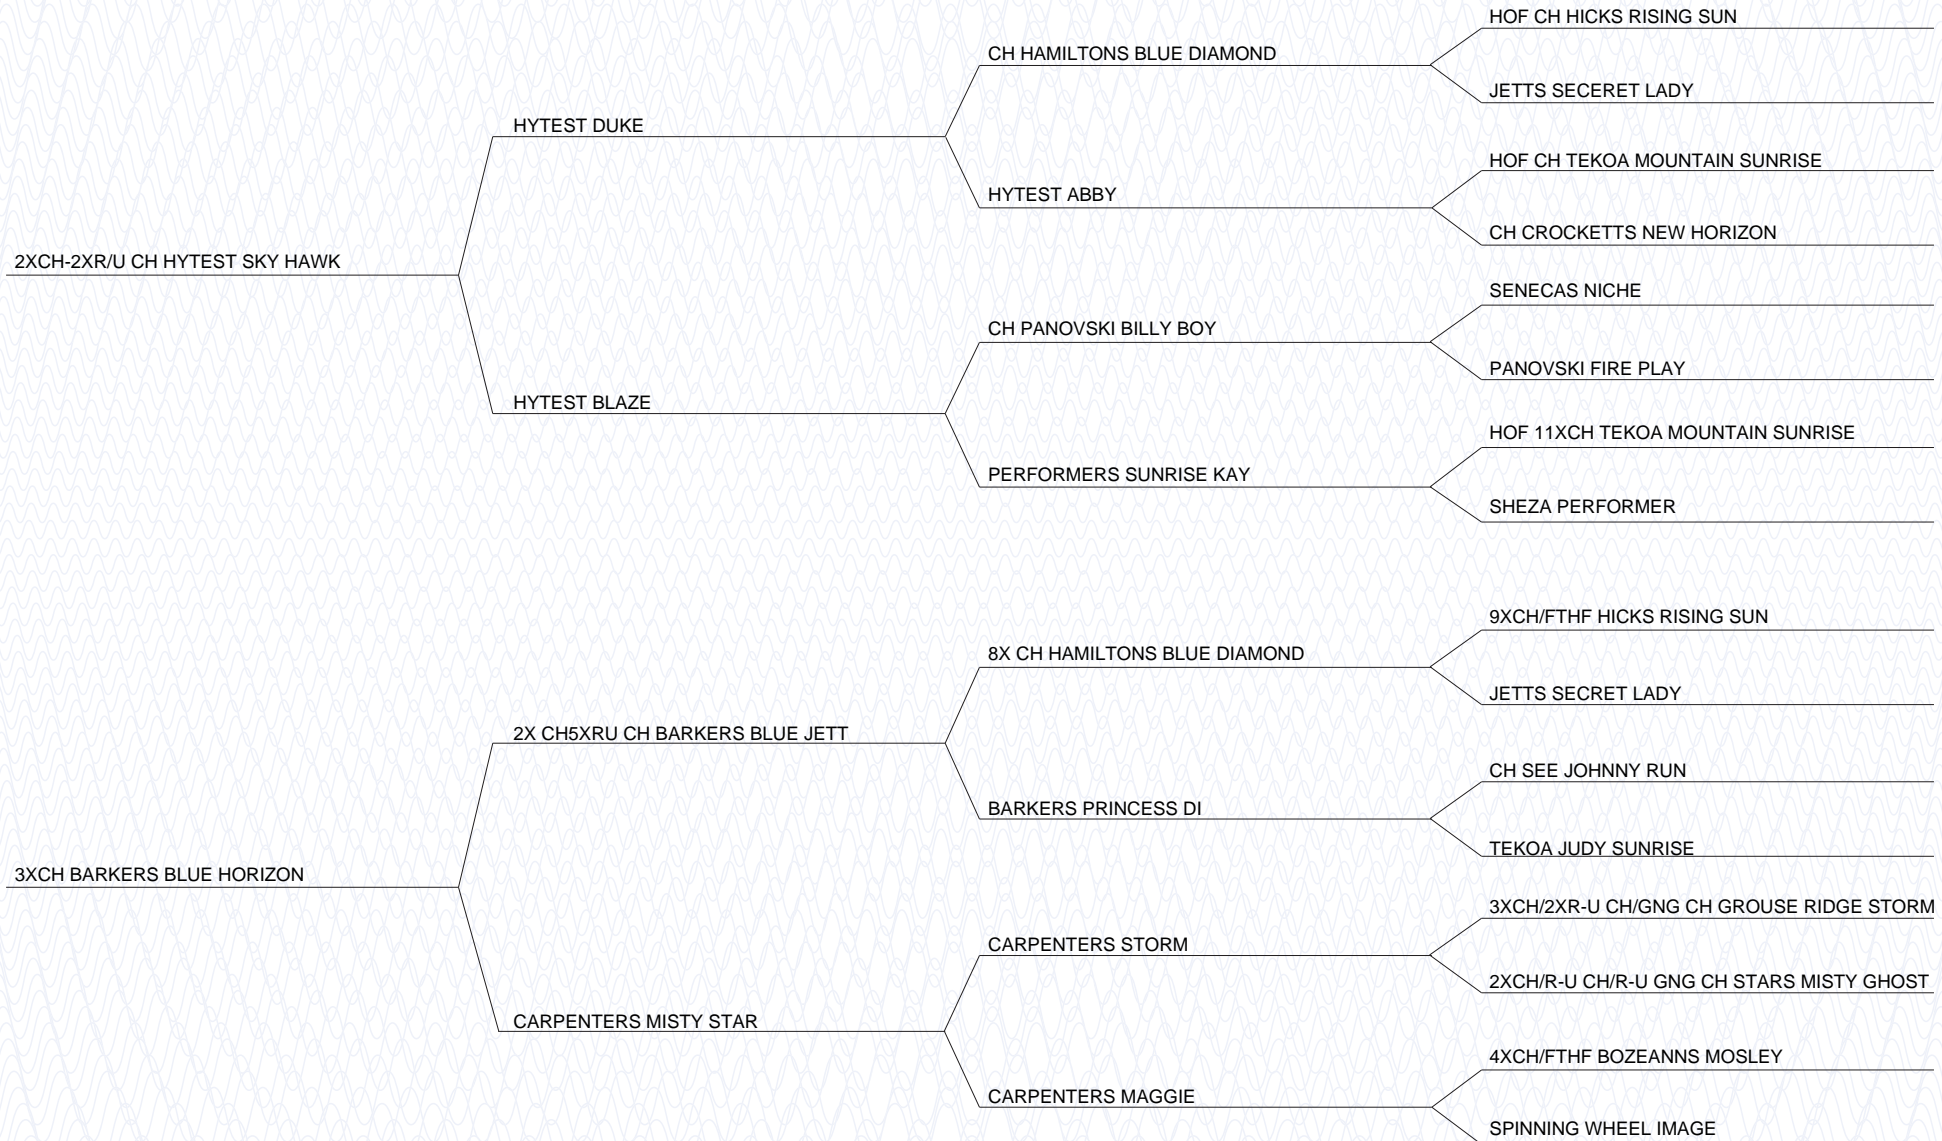 HOF CH HICKS RISING SUN
CH HAMILTONS BLUE DIAMOND
JETTS SECERET LADY
HYTEST DUKE
HOF CH TEKOA MOUNTAIN SUNRISE
HYTEST ABBY
CH CROCKETTS NEW HORIZON
2XCH-2XR/U CH HYTEST SKY HAWK
SENECAS NICHE
CH PANOVSKI BILLY BOY
PANOVSKI FIRE PLAY
HYTEST BLAZE
HOF 11XCH TEKOA MOUNTAIN SUNRISE
PERFORMERS SUNRISE KAY
SHEZA PERFORMER
9XCH/FTHF HICKS RISING SUN
8X CH HAMILTONS BLUE DIAMOND
JETTS SECRET LADY
2X CH5XRU CH BARKERS BLUE JETT
CH SEE JOHNNY RUN
BARKERS PRINCESS DI
TEKOA JUDY SUNRISE
3XCH BARKERS BLUE HORIZON
3XCH/2XR-U CH/GNG CH GROUSE RIDGE STORM
CARPENTERS STORM
2XCH/R-U CH/R-U GNG CH STARS MISTY GHOST
CARPENTERS MISTY STAR
4XCH/FTHF BOZEANNS MOSLEY
CARPENTERS MAGGIE
SPINNING WHEEL IMAGE